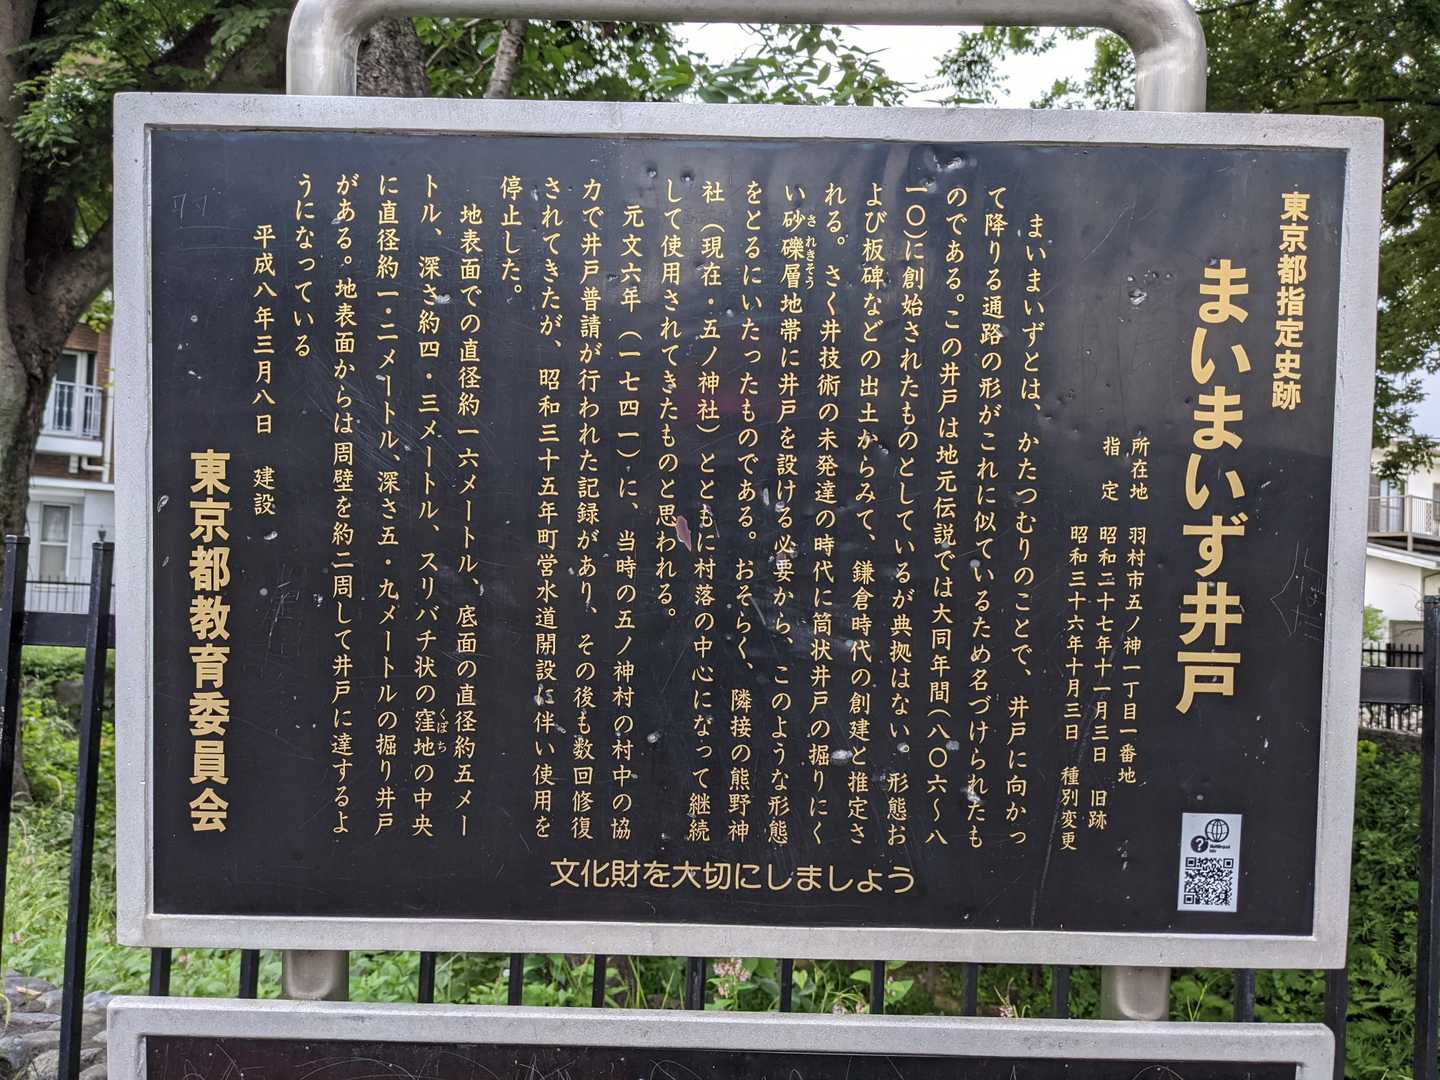 東京都指定史跡
まいまいず井戸
所在地 羽村市五ノ神一丁目一番地
指定 昭和二十七年十一月三日 旧跡
昭和三十六年十月三日 種別変更
まいまいずとは、かたつむりのことで、井戸に向かっ
て降りる通路の形がこれに似ているため名づけられたも
のである。この井戸は地元伝説では大同年間（八〇六〜八
一〇）に創始されたものとしているが典拠はない。形態お
よび板碑などの出土からみて、鎌倉時代の創建と推定さ
れる。さく井技術の未発達の時代に筒状井戸の掘りにく
い砂礫層地帯に井戸を設ける必要から、このような形態
されきそう
をとるにいたったものである。おそらく、隣接の熊野神
社（現在・五ノ神社）とともに村落の中心になって継続
して使用されてきたものと思われる。
元文六年（一七四一）に、当時の五ノ神村の村中の協
力で井戸普請が行われた記録があり、その後も数回修復
されてきたが、昭和三十五年町営水道開設に伴い使用を
停止した。
地表面での直径約一六メートル、底面の直径約五メー
トル、深さ約四・三メートル、スリバチ状の窪地の中央
くぼち
に直径約一・二メートル、深さ五・九メートルの掘り井戸
がある。地表面からは周壁を約二周して井戸に達するよ
うになっている
平成八年三月八日 建設
東京都教育委員会
文化財を大切にしましょう